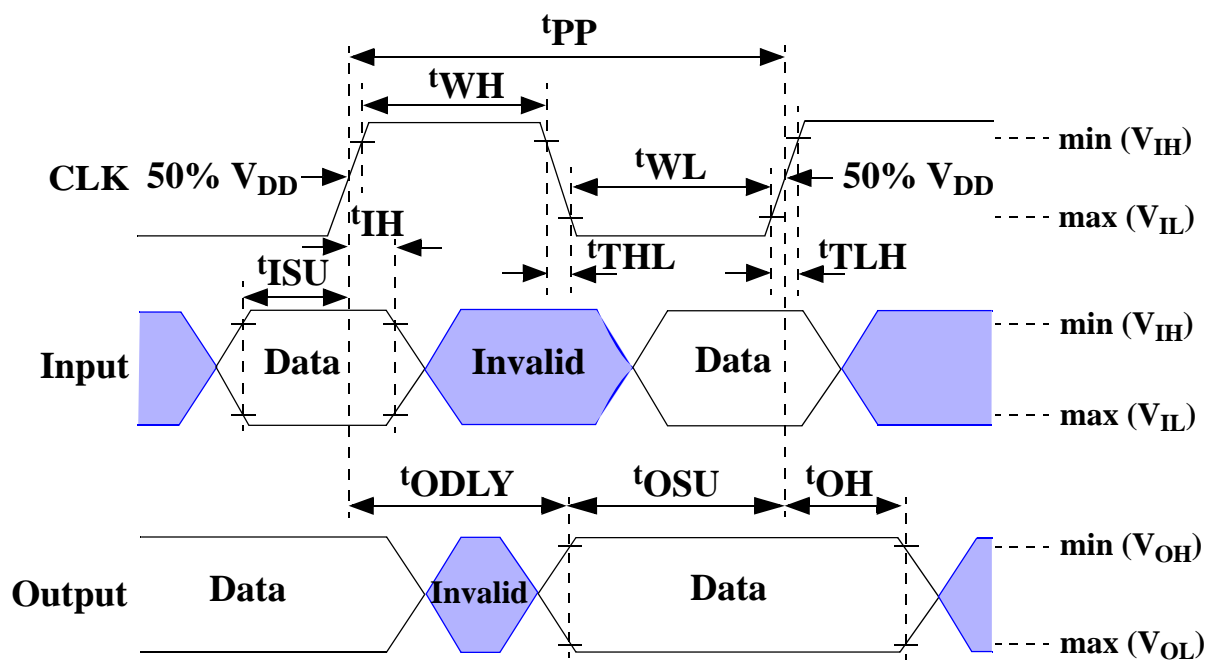 tPP
tWH
min (VIH)
CLK 50% VDD
tWL
50% VDD
max (VIL)
tIH
tISU
tTHL
tTLH
min (VIH)
Input
Data
Invalid
Data
max (VIL)
tODLY
tOSU
tOH
min (VOH)
Output
Data
Invalid
Data
max (VOL)